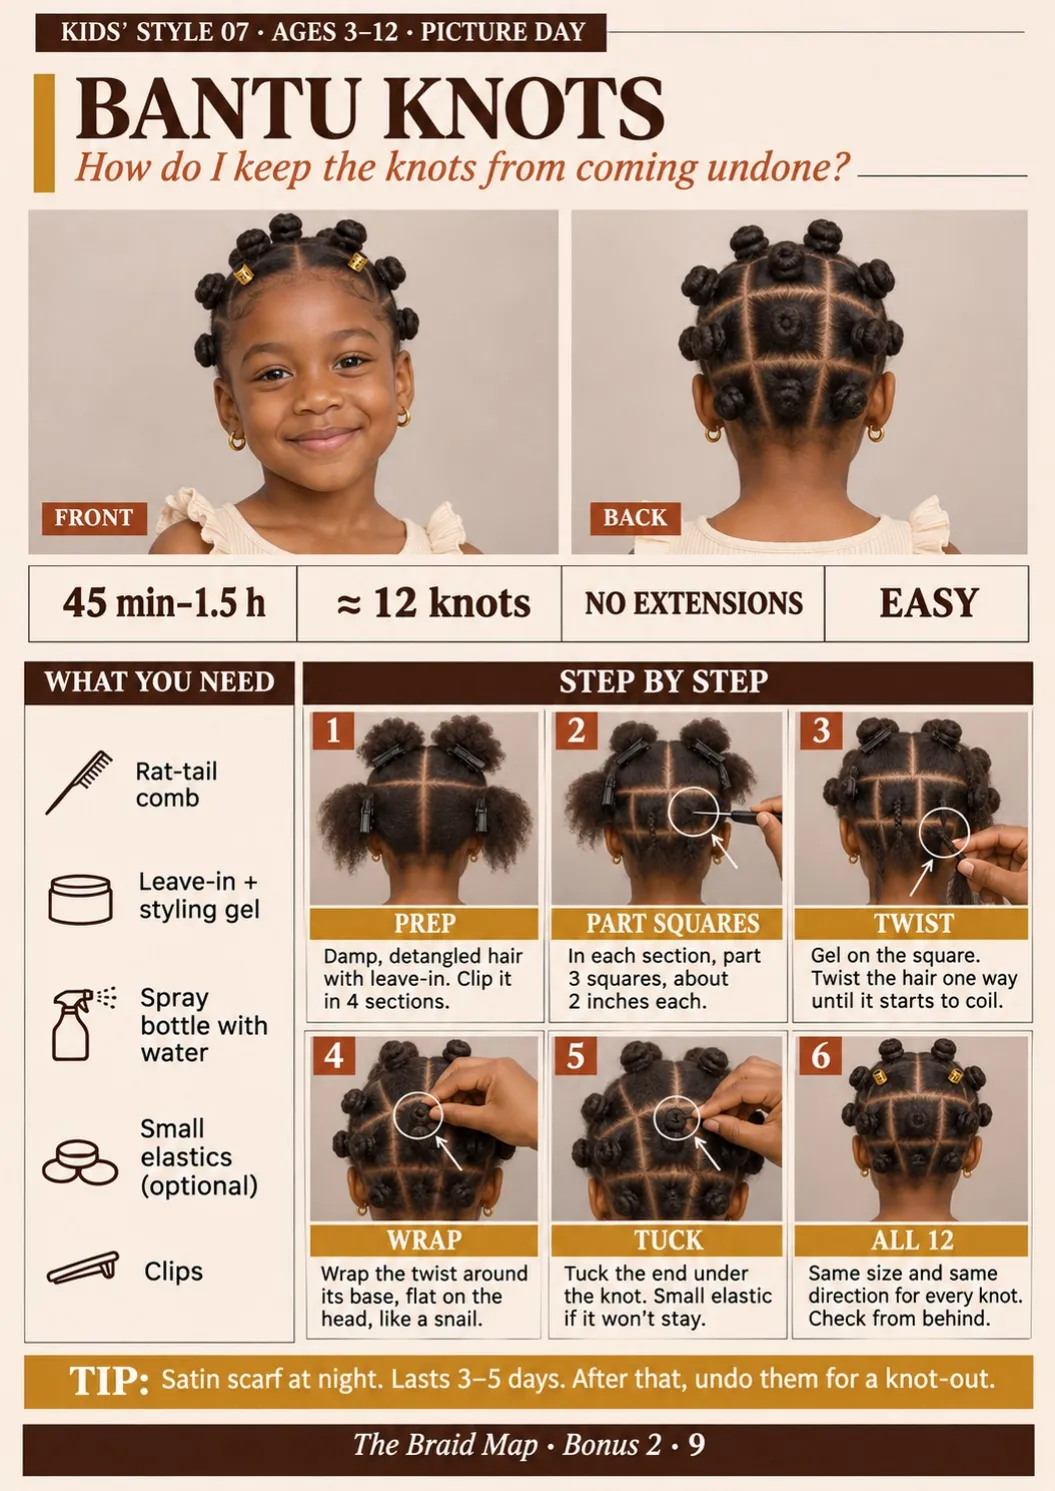 KIDS’ STYLE 07 · AGES 3–12 · PICTURE DAY
BANTU KNOTS
How do I keep the knots from coming undone?
FRONT
BACK
45 min–1.5 h
≈ 12 knots
NO EXTENSIONS
EASY
WHAT YOU NEED
Rat-tail
comb
Leave-in +
styling gel
Spray
bottle with
water
Small
elastics
(optional)
Clips
STEP BY STEP
1
PREP
Damp, detangled hair
with leave-in. Clip it
in 4 sections.
2
PART SQUARES
In each section, part
3 squares, about
2 inches each.
3
TWIST
Gel on the square.
Twist the hair one way
until it starts to coil.
4
WRAP
Wrap the twist around
its base, flat on the
head, like a snail.
5
TUCK
Tuck the end under
the knot. Small elastic
if it won’t stay.
6
ALL 12
Same size and same
direction for every knot.
Check from behind.
TIP: Satin scarf at night. Lasts 3–5 days. After that, undo them for a knot-out.
The Braid Map · Bonus 2 · 9